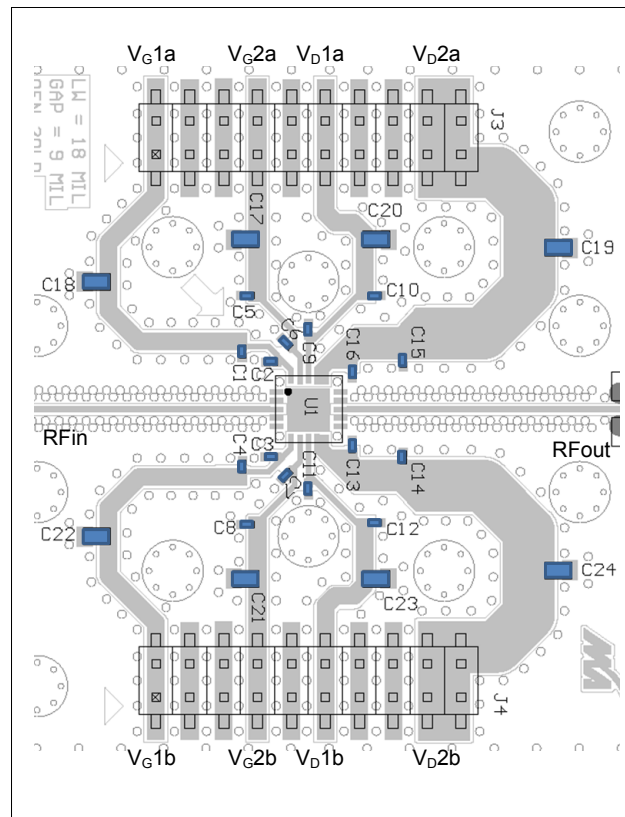 VG1a
VG2a
VD1a
VD2a
LW = 18 MIL
GAP = 9 MIL
J3
C17
C20
C19
C18
C5
C10
C6
C9
C16
C15
C1
C2
U1
RFin
RFout
C3
C4
C11
C13
C14
C8
C12
C22
C24
C21
C23
J4
VG1b
VG2b
VD1b
VD2b